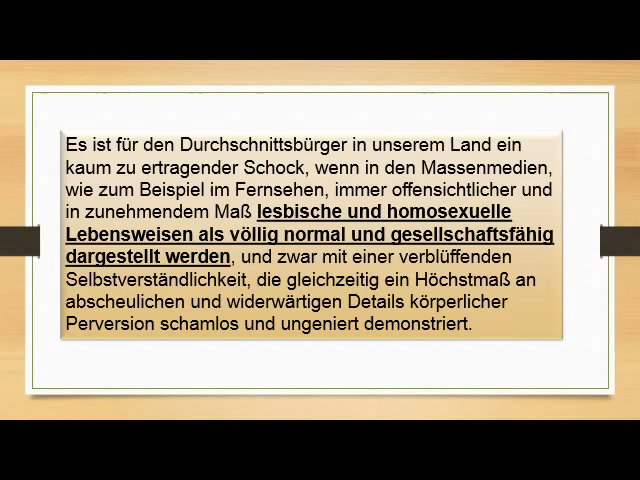 Es ist für den Durchschnittsbürger in unserem Land ein
kaum zu ertragender Schock, wenn in den Massenmedien,
wie zum Beispiel im Fernsehen, immer offensichtlicher und
in zunehmendem Maß lesbische und homosexuelle
Lebensweisen als völlig normal und gesellschaftsfähig
dargestellt werden, und zwar mit einer verblüffenden
Selbstverständlichkeit, die gleichzeitig ein Höchstmaß an
abscheulichen und widerwärtigen Details körperlicher
Perversion schamlos und ungeniert demonstriert.